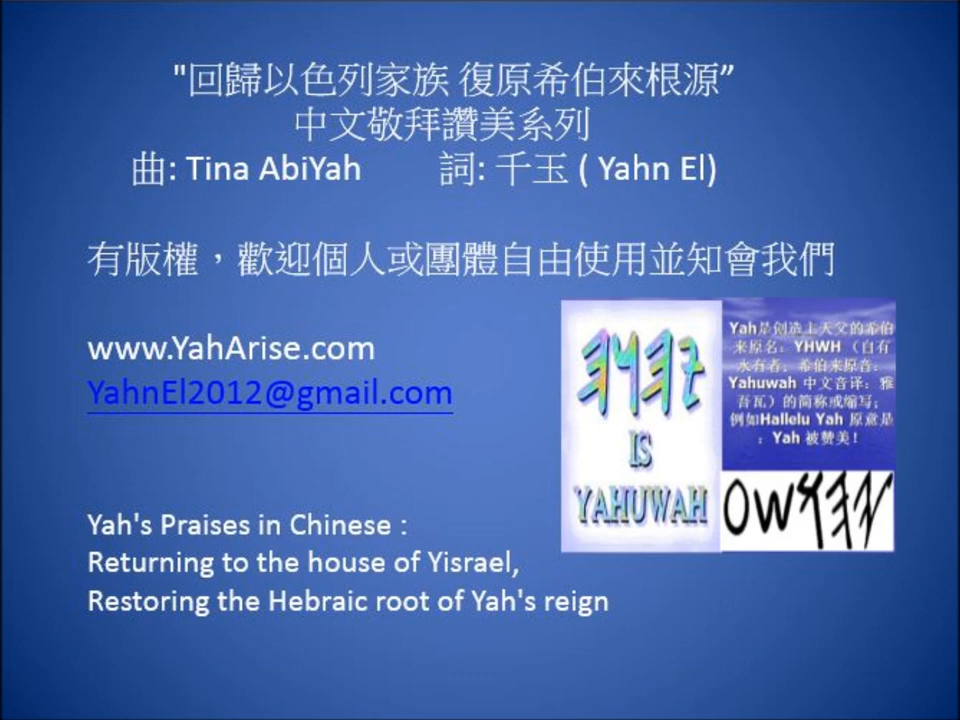 "回歸以色列家族 復原希伯來根源”
中文敬拜讚美系列
曲: Tina AbiYah 詞: 千玉 ( Yahn El)
有版權，歡迎個人或團體自由使用並知會我們
www.YahArise.com
YahnEl2012@gmail.com
𐤉𐤄𐤅𐤄
IS
YAHUWAH
Yah是创造主天父的希伯
来原名：YHWH （自有
永有者；希伯来原音：
Yahuwah 中文音译：雅
吾瓦）的简称或缩写；
例如Hallelu Yah 原意是
：Yah 被赞美！
Yah's Praises in Chinese :
Returning to the house of Yisrael,
Restoring the Hebraic root of Yah's reign